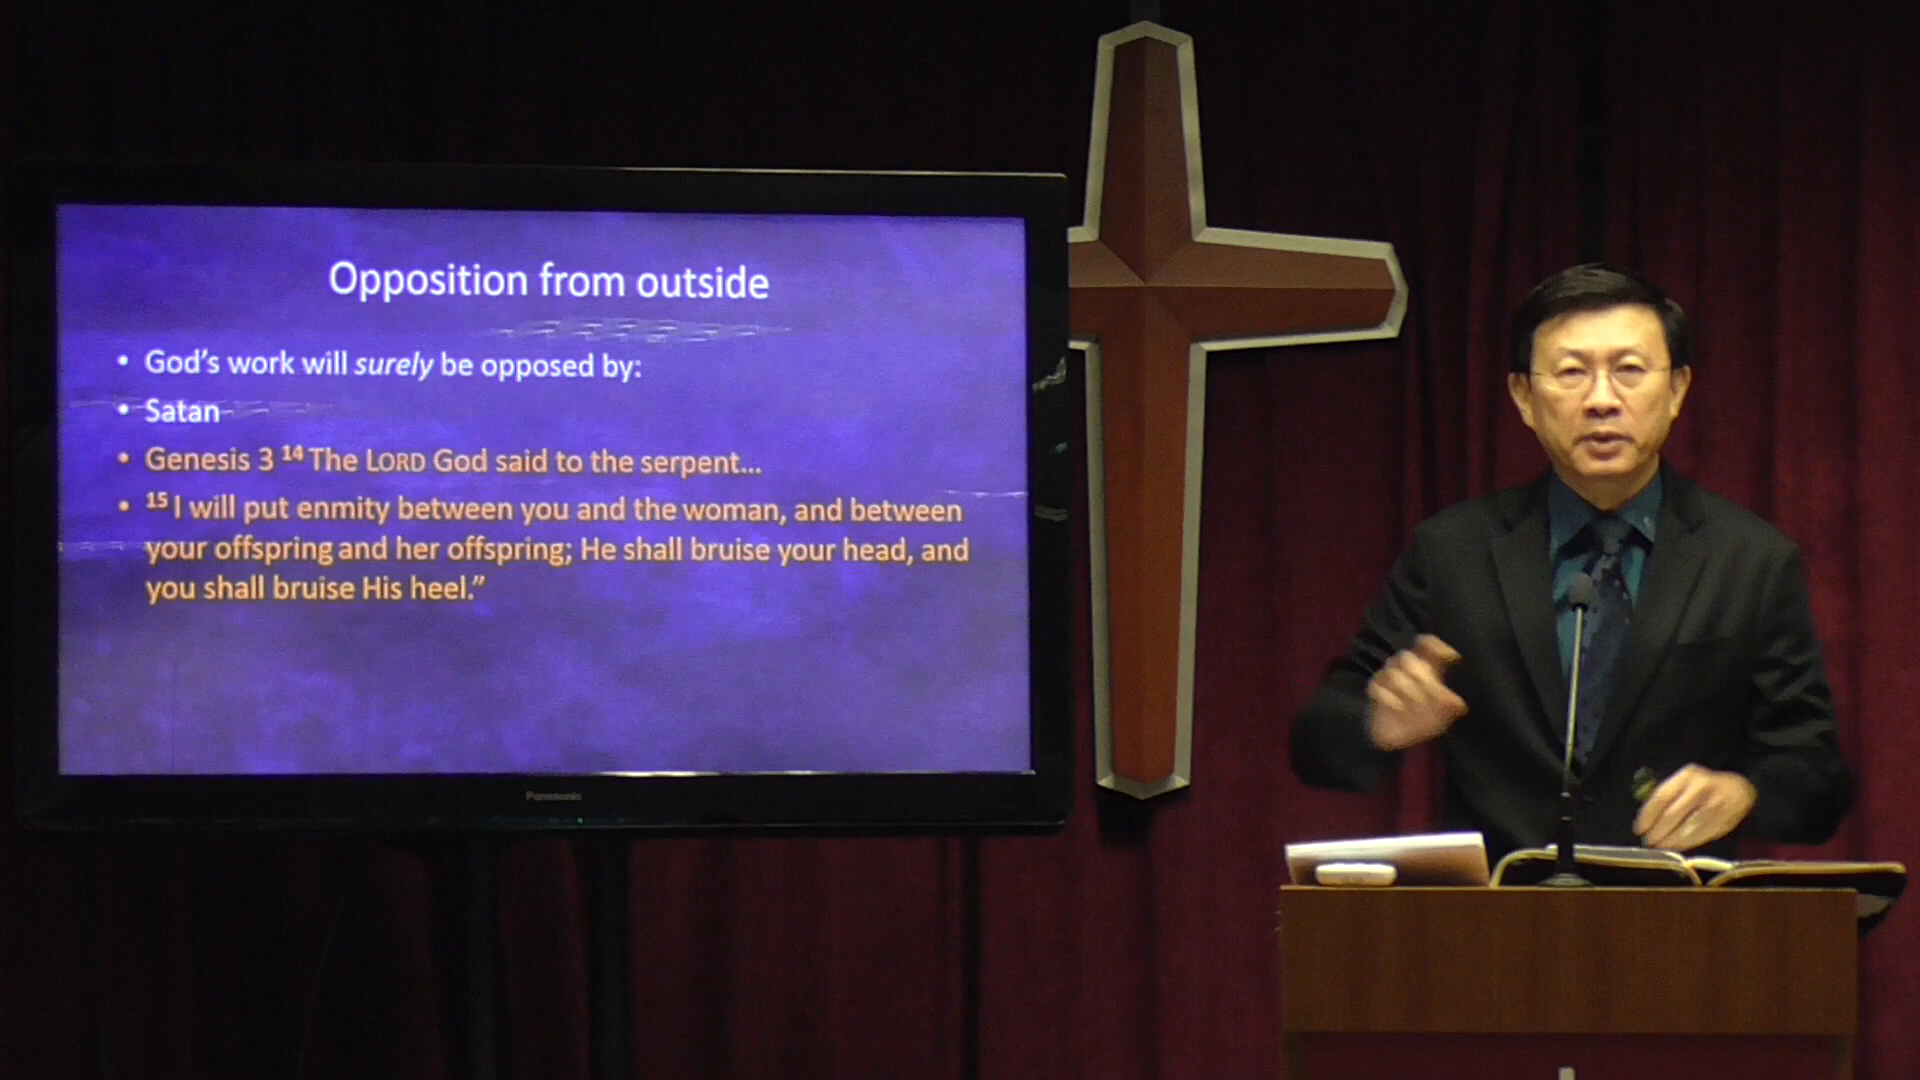 Opposition from outside
• God’s work will surely be opposed by:
• Satan
• Genesis 3 14 The LORD God said to the serpent...
• 15 I will put enmity between you and the woman, and between
your offspring and her offspring; He shall bruise your head, and
you shall bruise His heel.”
Panasonic